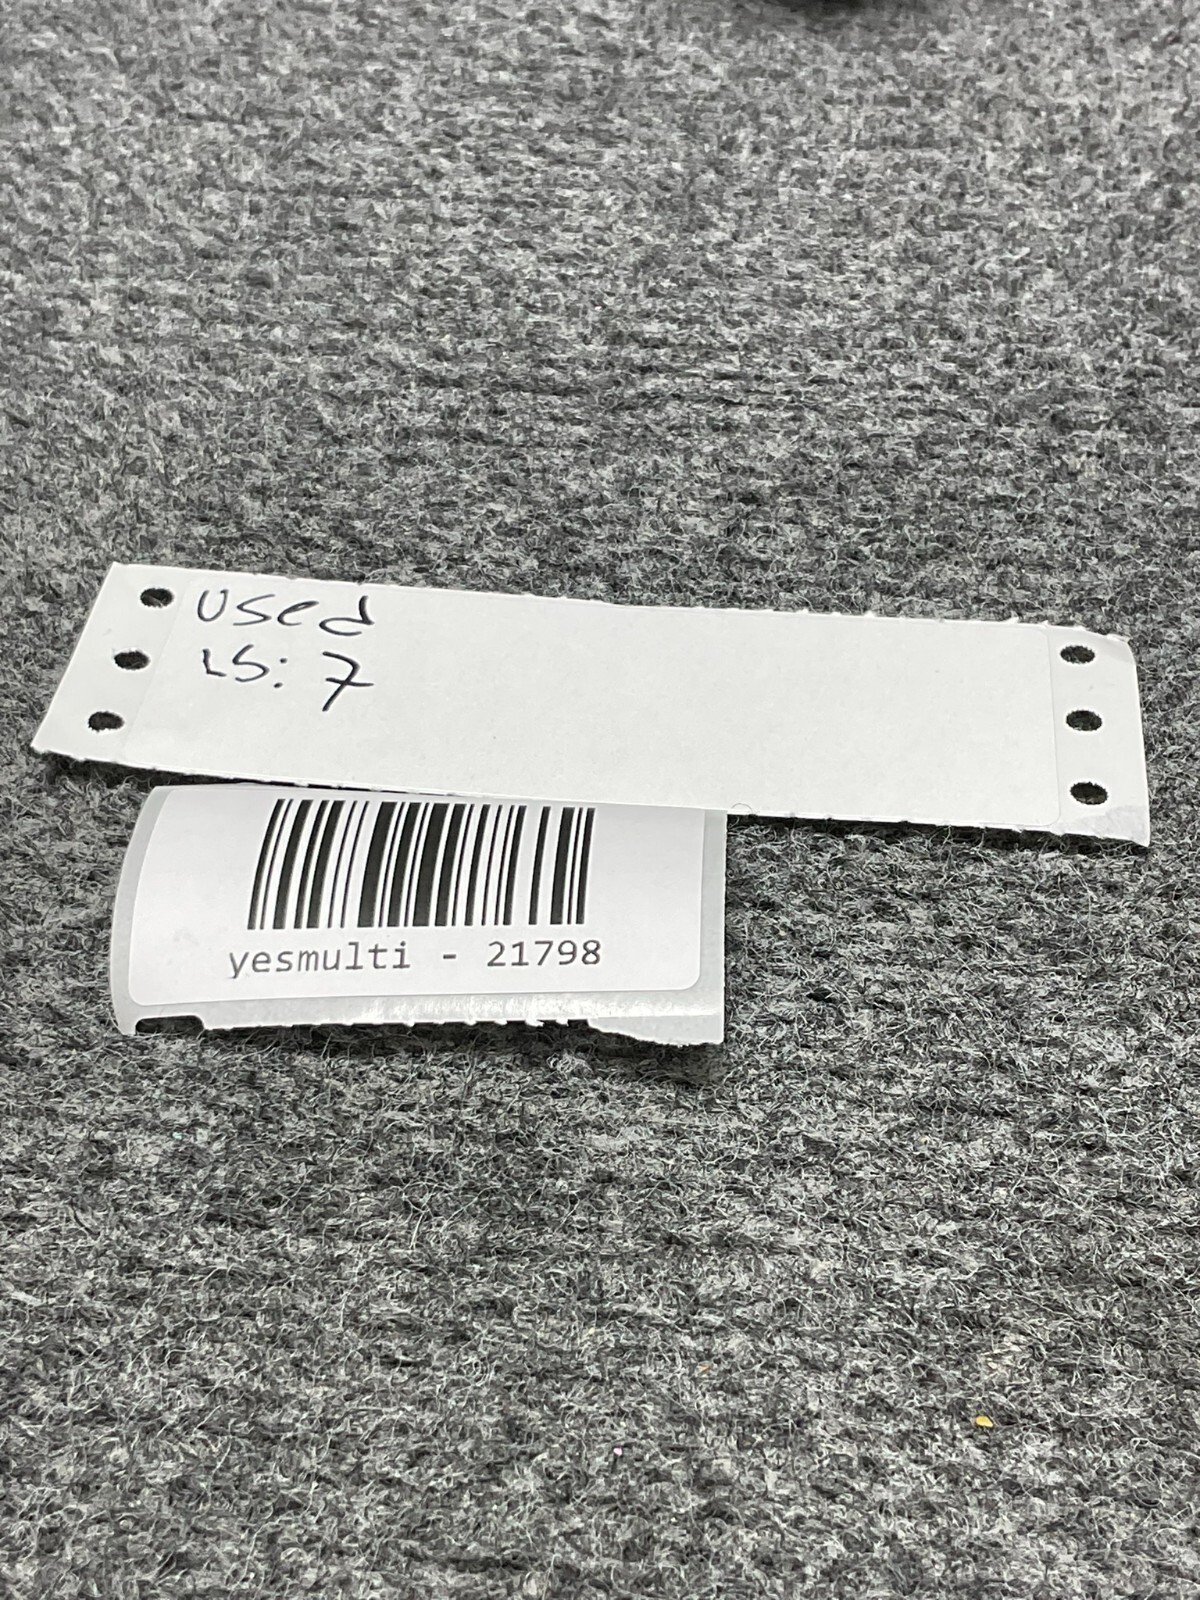 used
LS: 7
yesmulti - 21798